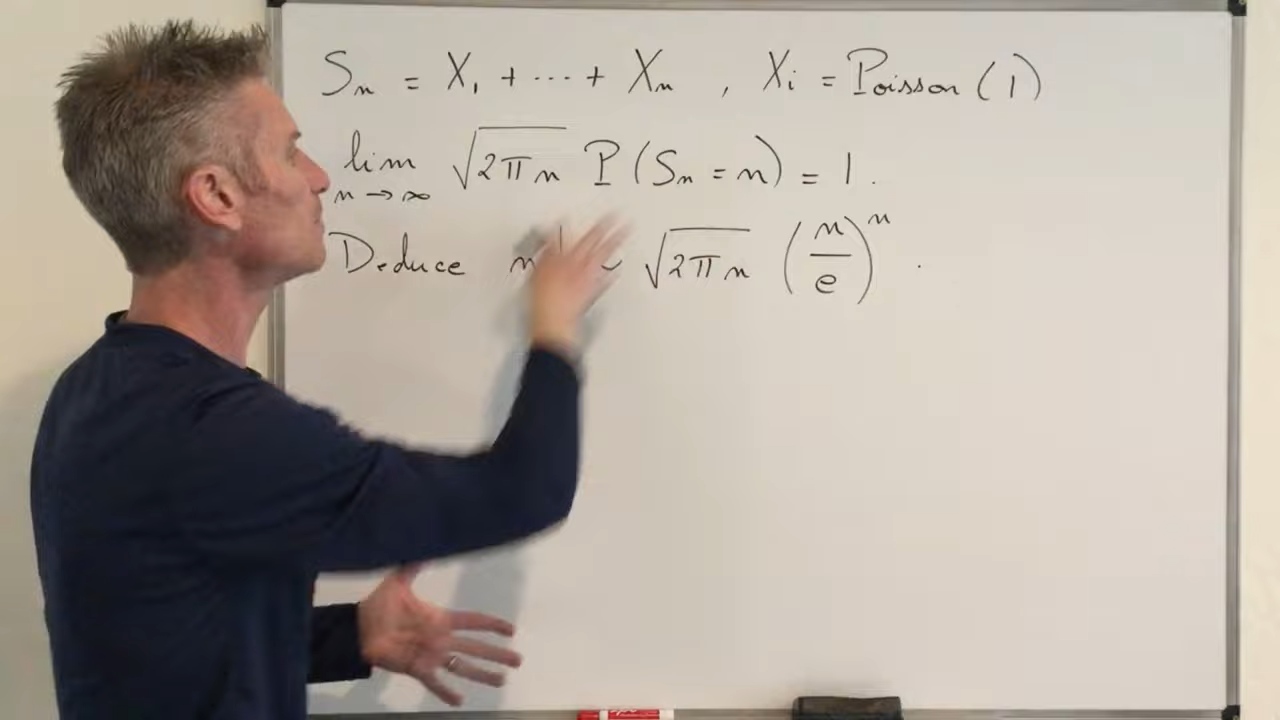 Sn = X1 + ... + Xn , Xi = Poisson (1)
lim n→∞ √2πn P(Sn = n) = 1.
Deduce n! ~ √2πn (n/e)^n .